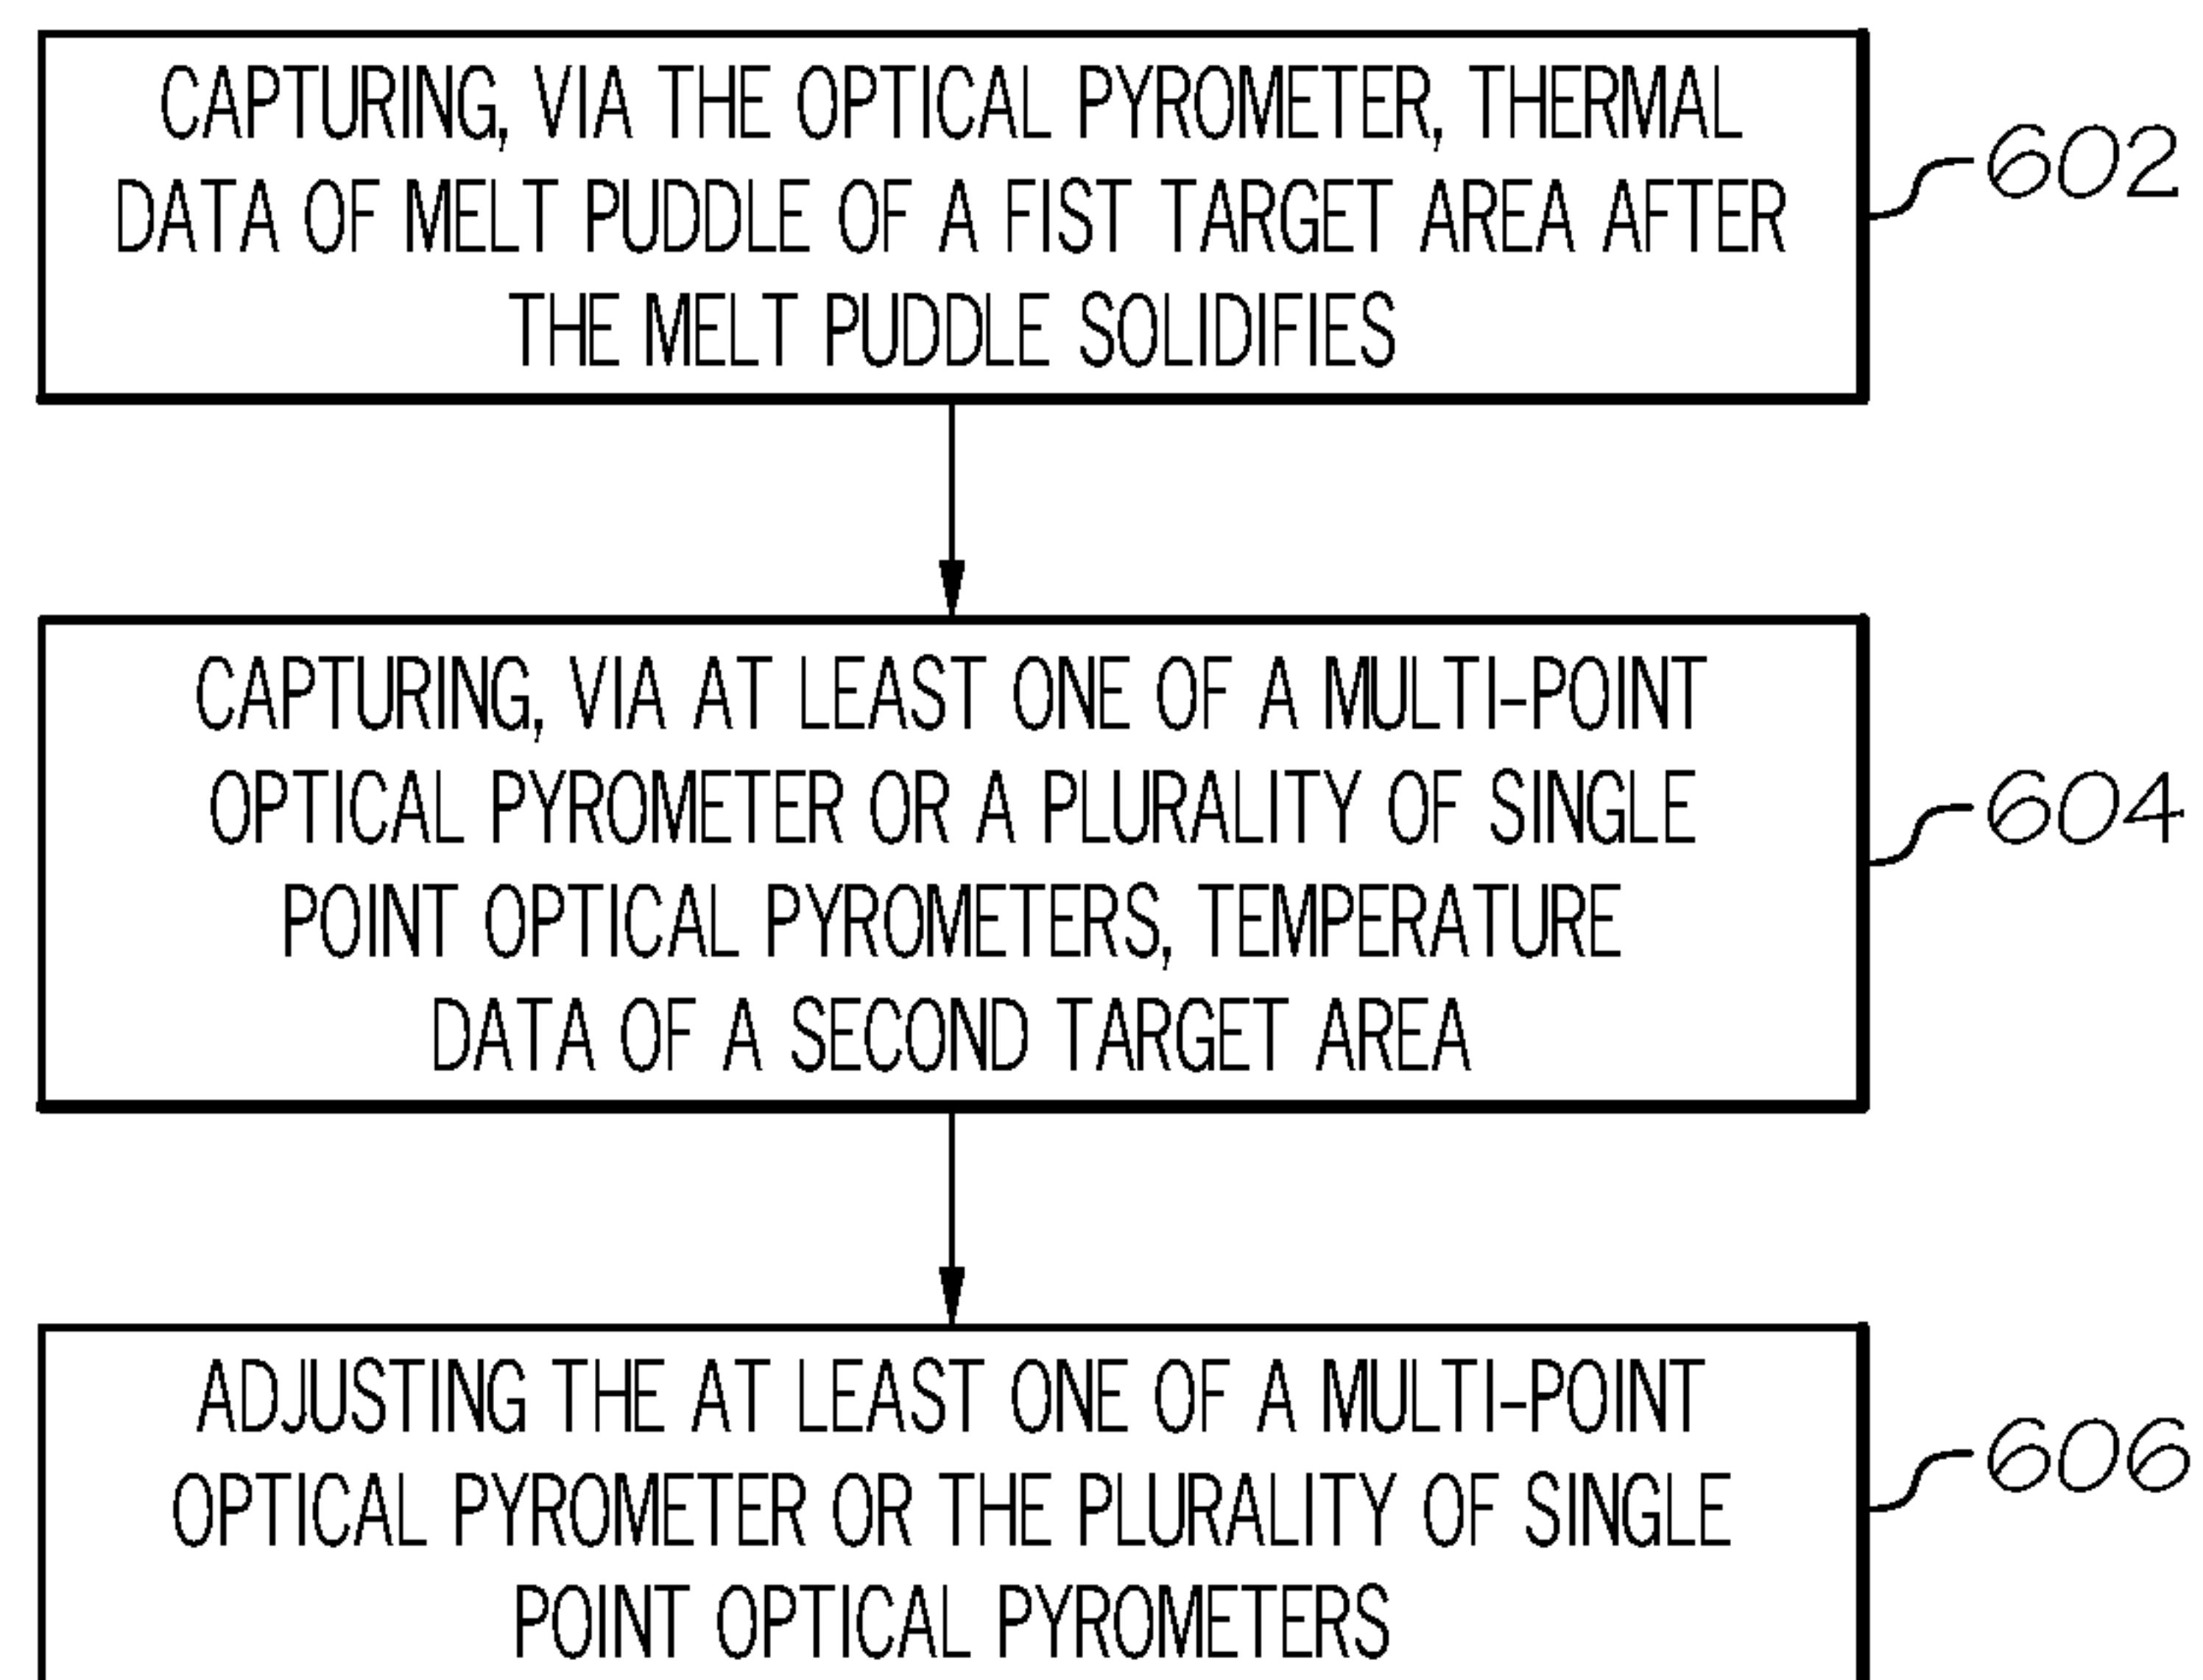 CAPTURING, VIA THE OPTICAL PYROMETER, THERMAL
DATA OF MELT PUDDLE OF A FIST TARGET AREA AFTER
THE MELT PUDDLE SOLIDIFIES
602
CAPTURING, VIA AT LEAST ONE OF A MULTI-POINT
OPTICAL PYROMETER OR A PLURALITY OF SINGLE
POINT OPTICAL PYROMETERS, TEMPERATURE
DATA OF A SECOND TARGET AREA
604
ADJUSTING THE AT LEAST ONE OF A MULTI-POINT
OPTICAL PYROMETER OR THE PLURALITY OF SINGLE
POINT OPTICAL PYROMETERS
606